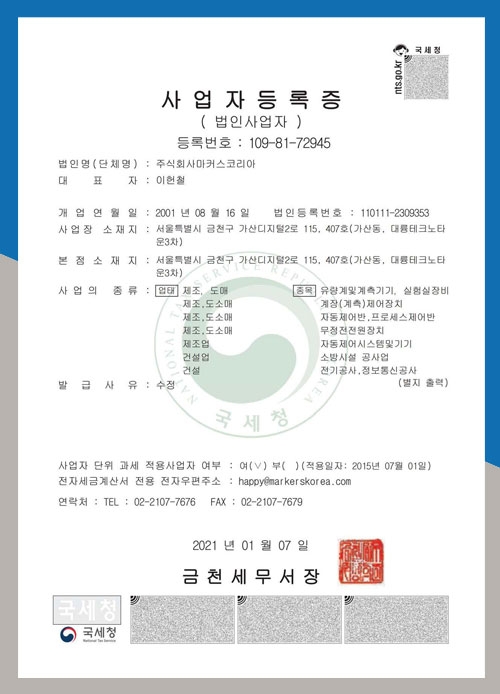 국세청
nts.go.kr
사업자등록증
( 법인사업자 )
등록번호 : 109-81-72945
법인명(단체명) : 주식회사마커스코리아
대 표 자 : 이헌철
개 업 연 월 일 : 2001 년 08 월 16 일 법인등록번호 : 110111-2309353
사업장 소재지 : 서울특별시 금천구 가산디지털2로 115, 407호(가산동, 대륭테크노타
운3차)
본 점 소 재 지 : 서울특별시 금천구 가산디지털2로 115, 407호(가산동, 대륭테크노타
운3차)
사 업 의 종 류 : 업태 제조, 도매 종목 유량계및계측기기, 실험실장비
제조,도소매 계장(계측)제어장치
제조,도소매 자동제어반,프로세스제어반
제조,도소매 무정전전원장치
제조업 자동제어시스템및기기
건설업 소방시설 공사업
건설 전기공사,정보통신공사
(별지 출력)
발 급 사 유 : 수정
NATIONAL TAX SERVICE REPUBLIC OF KOREA
국세청
사업자 단위 과세 적용사업자 여부 : 여(∨) 부( ) (적용일자: 2015년 07월 01일)
전자세금계산서 전용 전자우편주소 : happy@markerskorea.com
연락처 : TEL : 02-2107-7676 FAX : 02-2107-7679
2021 년 01 월 07 일
금천세무서장
국세청
국세청
National Tax Service